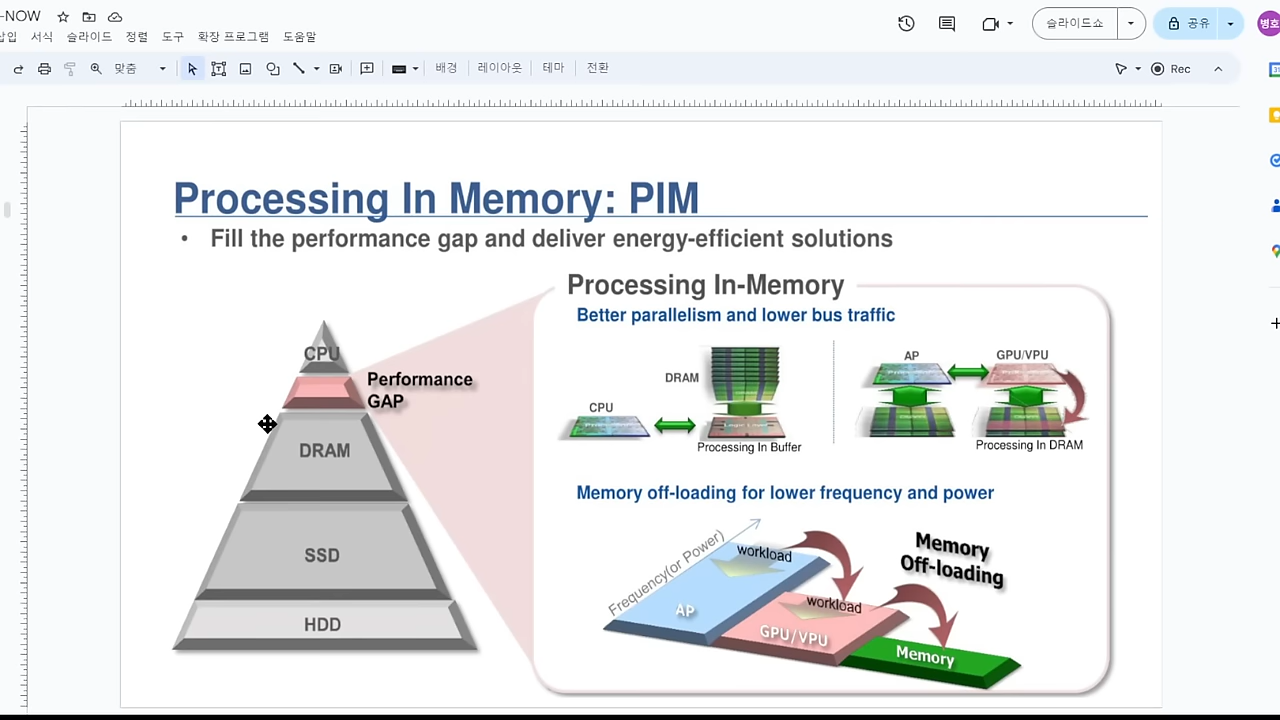 -NOW
삽입 서식 슬라이드 정렬 도구 확장 프로그램 도움말
슬라이드쇼
공유
병호
맞춤
배경 레이아웃 테마 전환
Rec
31
Processing In Memory: PIM
• Fill the performance gap and deliver energy-efficient solutions
CPU
Performance
GAP
DRAM
SSD
HDD
Processing In-Memory
Better parallelism and lower bus traffic
DRAM
CPU
Processing In Buffer
AP
GPU/VPU
Processing In DRAM
Memory off-loading for lower frequency and power
Frequency(or Power)
workload
AP
workload
GPU/VPU
Memory
Memory
Off-loading